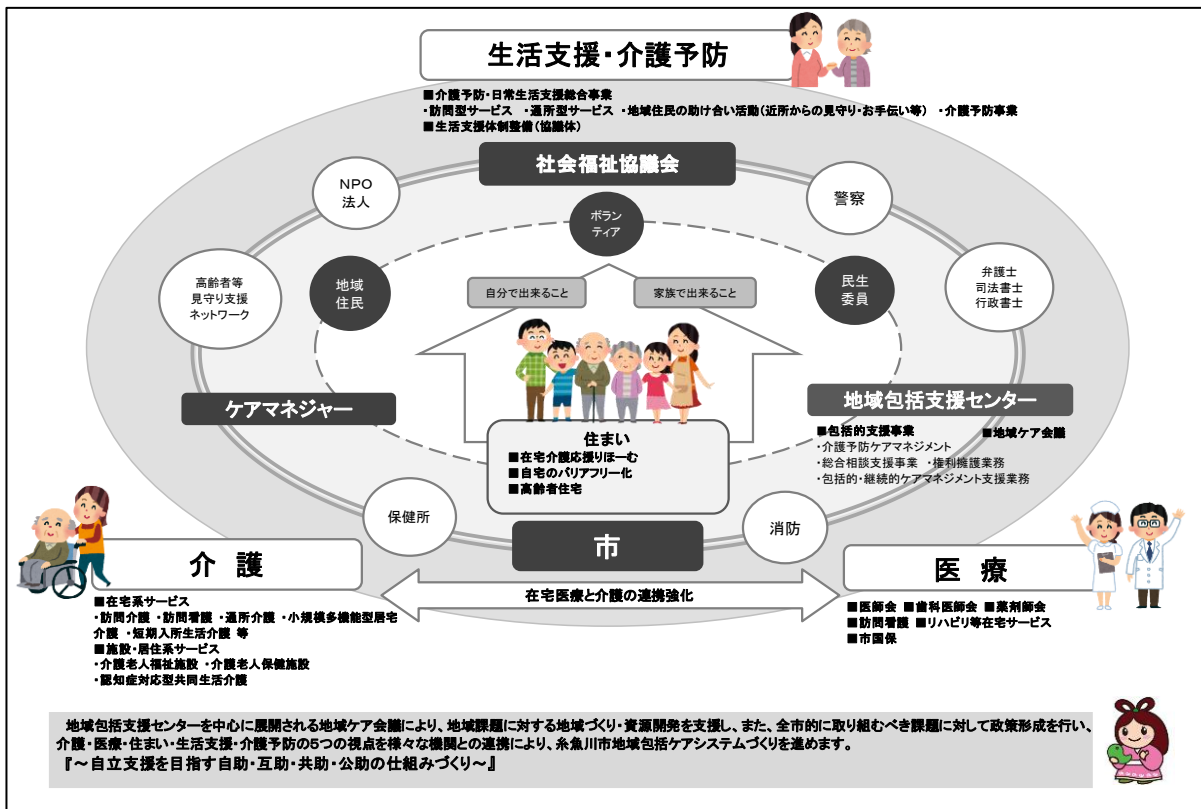 生活支援・介護予防
■介護予防・日常生活支援総合事業
・訪問型サービス ・通所型サービス ・地域住民の助け合い活動(近所からの見守り・お手伝い等) ・介護予防事業
■生活支援体制整備(協議体)
社会福祉協議会
NPO
法人
警察
ボラン
ティア
高齢者等
見守り支援
ネットワーク
地域
住民
自分で出来ること
家族で出来ること
民生
委員
弁護士
司法書士
行政書士
ケアマネジャー
地域包括支援センター
■包括的支援事業
■地域ケア会議
・介護予防ケアマネジメント
・総合相談支援事業 ・権利擁護業務
・包括的・継続的ケアマネジメント支援業務
住まい
■在宅介護応援りほーむ
■自宅のバリアフリー化
■高齢者住宅
保健所
市
消防
介 護
在宅医療と介護の連携強化
医 療
■在宅系サービス
・訪問介護 ・訪問看護 ・通所介護 ・小規模多機能型居宅
介護 ・短期入所生活介護 等
■施設・居住系サービス
・介護老人福祉施設 ・介護老人保健施設
・認知症対応型共同生活介護
■医師会 ■歯科医師会 ■薬剤師会
■訪問看護 ■リハビリ等在宅サービス
■市国保
地域包括支援センターを中心に展開される地域ケア会議により、地域課題に対する地域づくり・資源開発を支援し、また、全市的に取り組むべき課題に対して政策形成を行い、
介護・医療・住まい・生活支援・介護予防の5つの視点を様々な機関との連携により、糸魚川市地域包括ケアシステムづくりを進めます。
『～自立支援を目指す自助・互助・共助・公助の仕組みづくり～』